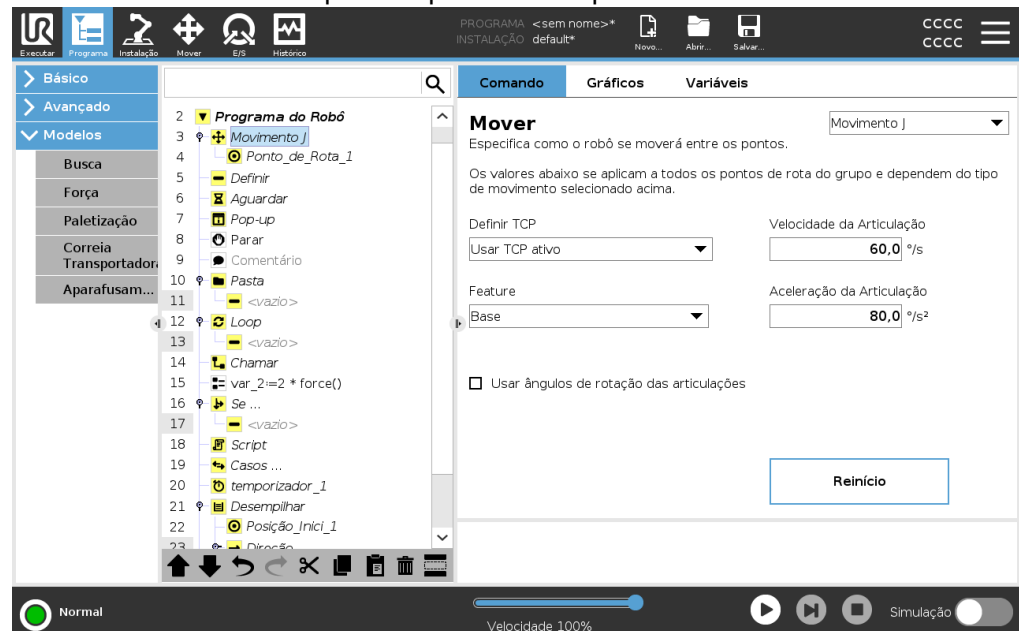 PROGRAMA <sem nome>*
INSTALAÇÃO default*
cccc
cccc
Executar Programa Instalação Mover E/S Histórico Novo... Abrir... Salvar...
Básico
Avançado
Modelos
Busca
Força
Paletização
Correia
Transportador
Aparafusam...
2 Programa do Robô
3 Movimento J
4 Ponto_de_Rota_1
5 Definir
6 Aguardar
7 Pop-up
8 Parar
9 Comentário
10 Pasta
11 <vazio>
12 Loop
13 <vazio>
14 Chamar
15 var_2:=2 * force()
16 Se ...
17 <vazio>
18 Script
19 Casos ...
20 temporizador_1
21 Desempilhar
22 Posição_Inici_1
23 Direção
Comando Gráficos Variáveis
Mover
Movimento J
Especifica como o robô se moverá entre os pontos.
Os valores abaixo se aplicam a todos os pontos de rota do grupo e dependem do tipo
de movimento selecionado acima.
Definir TCP
Velocidade da Articulação
Usar TCP ativo
60,0 °/s
Feature
Aceleração da Articulação
Base
80,0 °/s²
Usar ângulos de rotação das articulações
Reinício
Normal
Velocidade 100%
Simulação